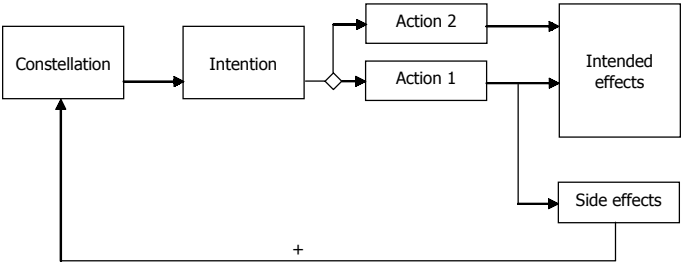 Action 2
Constellation
Intention
Intended
effects
Action 1
Side effects
+